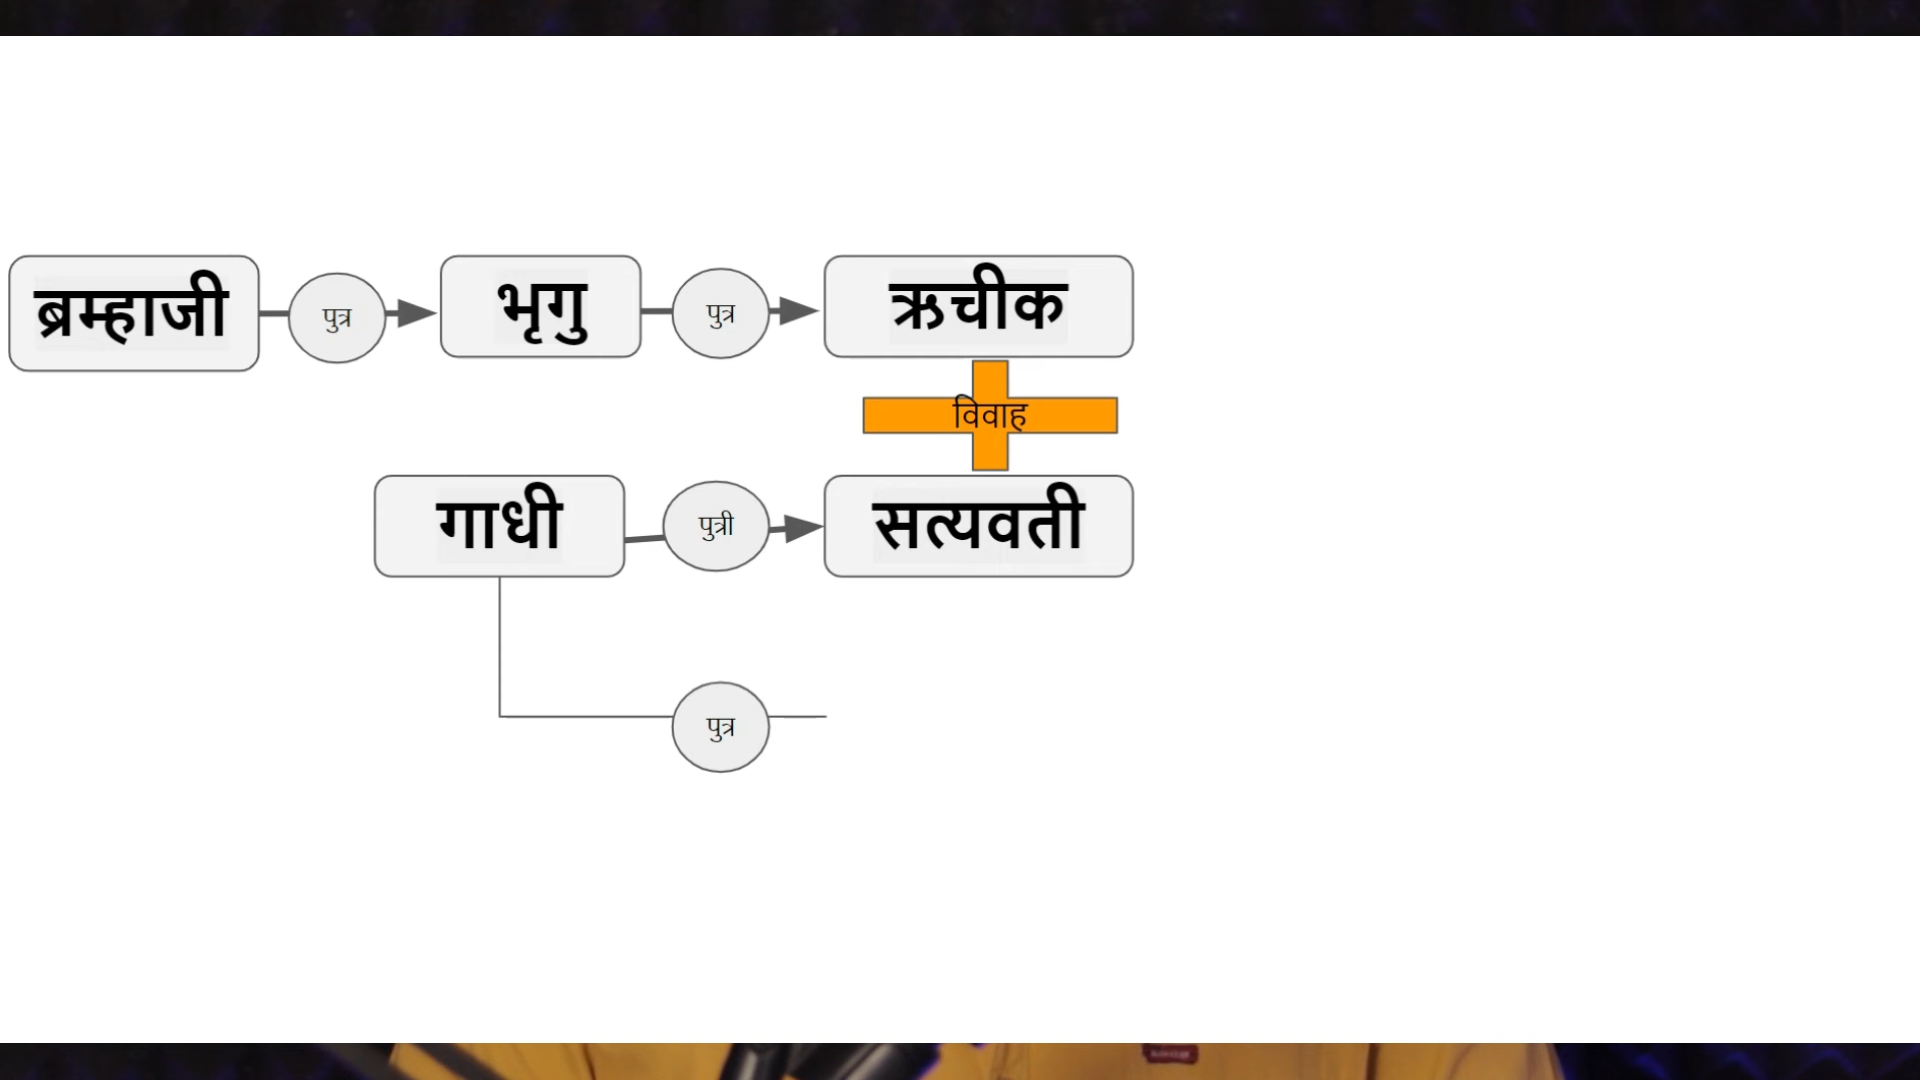 ब्रम्हाजी
पुत्र
भृगु
पुत्र
ऋचीक
विवाह
गाधी
पुत्री
सत्यवती
पुत्र